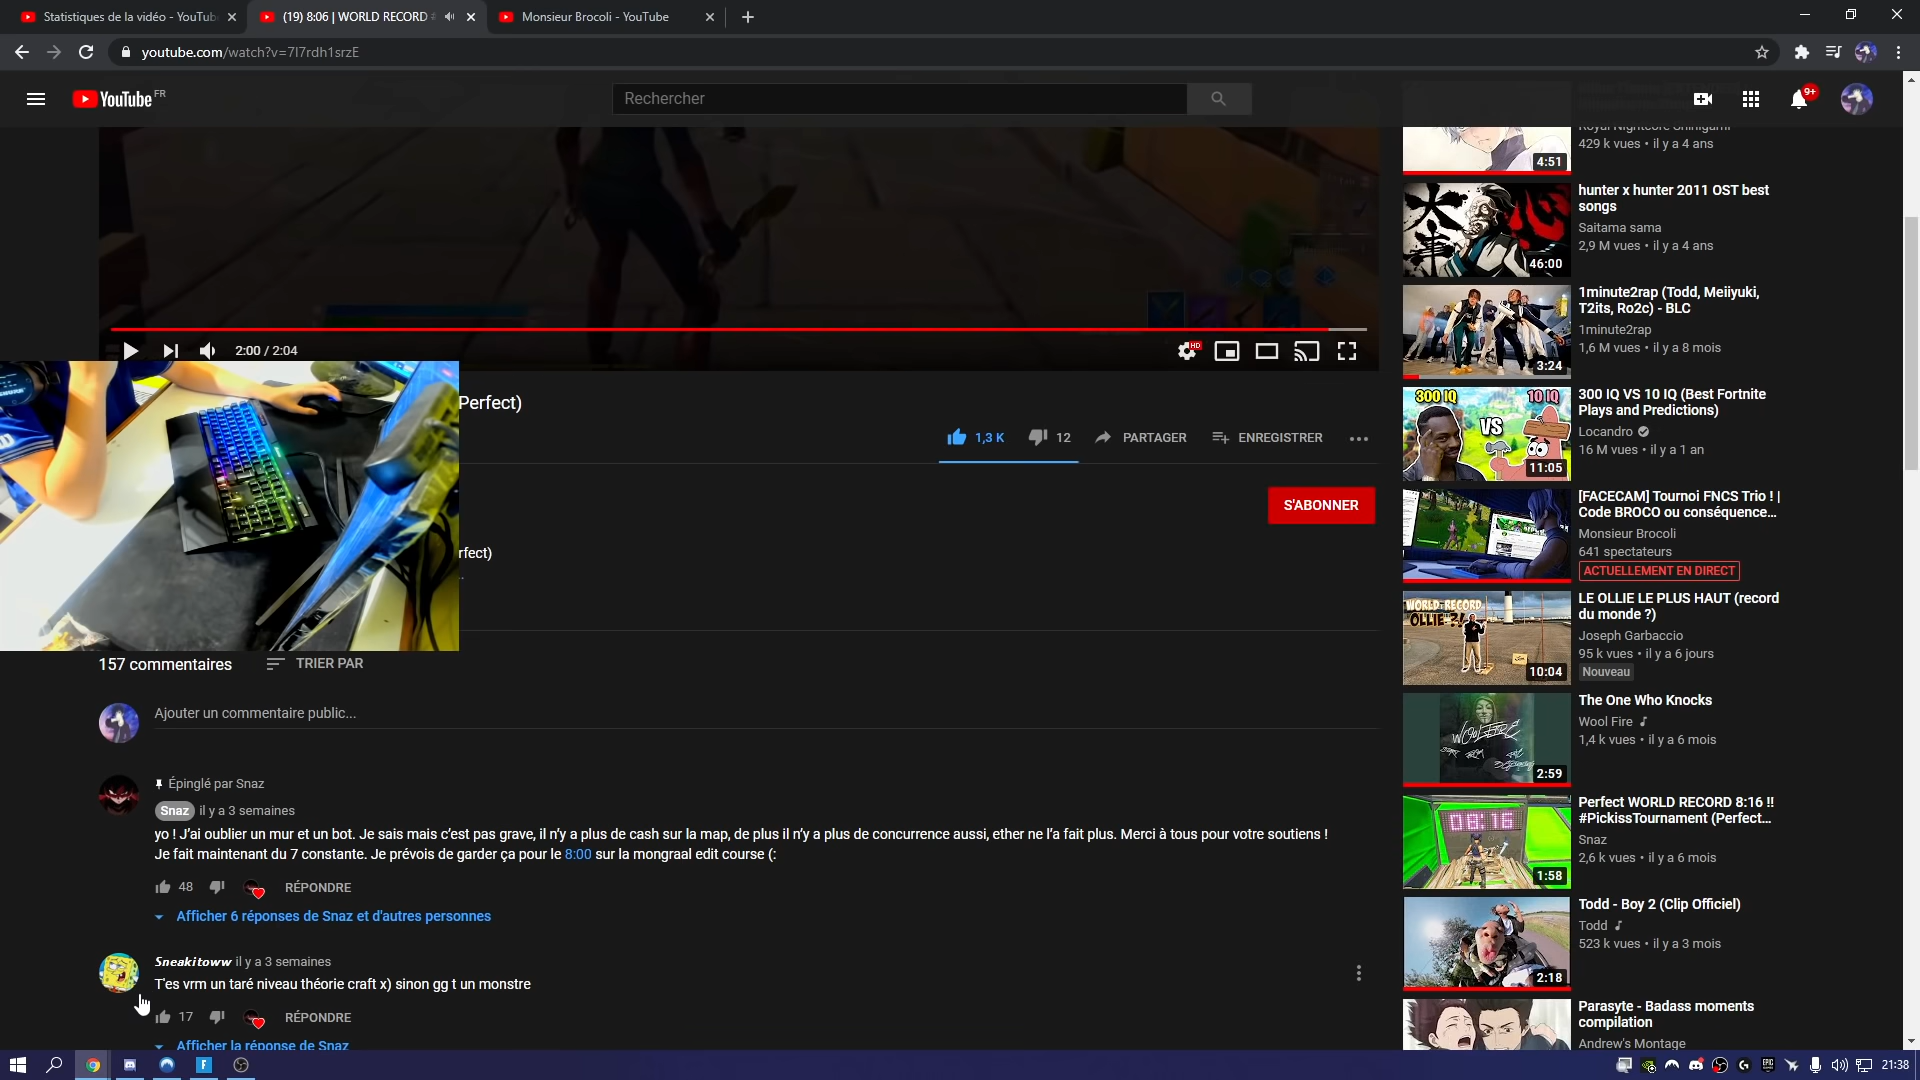 Statistiques de la vidéo - YouTub
(19) 8:06 | WORLD RECORD
Monsieur Brocoli - YouTube
youtube.com/watch?v=7I7rdh1srzE
YouTube FR
Rechercher
9+
429 k vues • il y a 4 ans
4:51
hunter x hunter 2011 OST best
songs
Saitama sama
2,9 M vues • il y a 4 ans
46:00
1minute2rap (Todd, Meiiyuki,
T2its, Ro2c) - BLC
1minute2rap
1,6 M vues • il y a 8 mois
3:24
2:00 / 2:04
HD
Perfect)
1,3 K
12
PARTAGER
ENREGISTRER
300 IQ
10 IQ
VS
11:05
300 IQ VS 10 IQ (Best Fortnite
Plays and Predictions)
Locandro
16 M vues • il y a 1 an
S'ABONNER
rfect)
[FACECAM] Tournoi FNCS Trio ! |
Code BROCO ou conséquence...
Monsieur Brocoli
641 spectateurs
ACTUELLEMENT EN DIRECT
WORLD RECORD
"OLLIE" ?!
10:04
LE OLLIE LE PLUS HAUT (record
du monde ?)
Joseph Garbaccio
95 k vues • il y a 6 jours
Nouveau
157 commentaires
TRIER PAR
Ajouter un commentaire public...
The One Who Knocks
Wool Fire
1,4 k vues • il y a 6 mois
2:59
Épinglé par Snaz
Snaz il y a 3 semaines
yo ! J'ai oublier un mur et un bot. Je sais mais c'est pas grave, il n'y a plus de cash sur la map, de plus il n'y a plus de concurrence aussi, ether ne l'a fait plus. Merci à tous pour votre soutiens !
Je fait maintenant du 7 constante. Je prévois de garder ça pour le 8:00 sur la mongraal edit course (:
48
RÉPONDRE
Afficher 6 réponses de Snaz et d'autres personnes
08:16
1:58
Perfect WORLD RECORD 8:16 !!
#PickissTournament (Perfect...
Snaz
2,6 k vues • il y a 6 mois
Todd - Boy 2 (Clip Officiel)
Todd
523 k vues • il y a 3 mois
2:18
Sneakitoww il y a 3 semaines
T'es vrm un taré niveau théorie craft x) sinon gg t un monstre
17
RÉPONDRE
Afficher la réponse de Snaz
Parasyte - Badass moments
compilation
Andrew's Montage
21:38